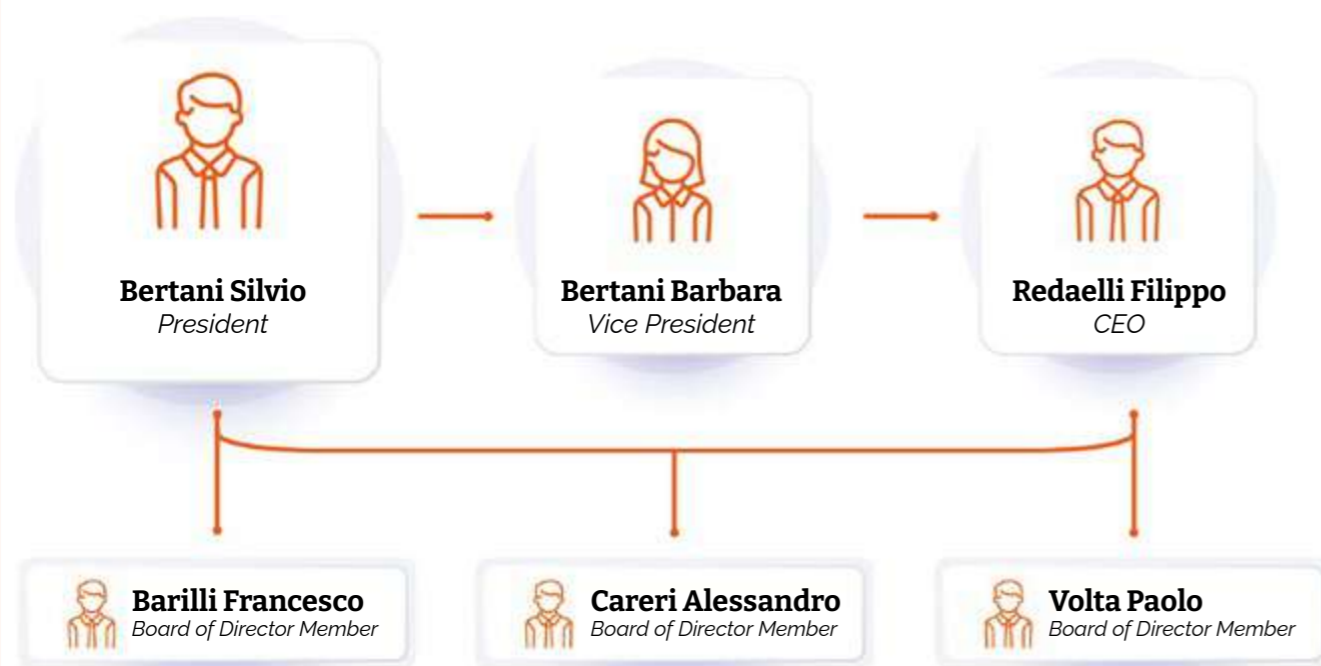 Bertani Silvio
President
Bertani Barbara
Vice President
Redaelli Filippo
CEO
Barilli Francesco
Board of Director Member
Careri Alessandro
Board of Director Member
Volta Paolo
Board of Director Member